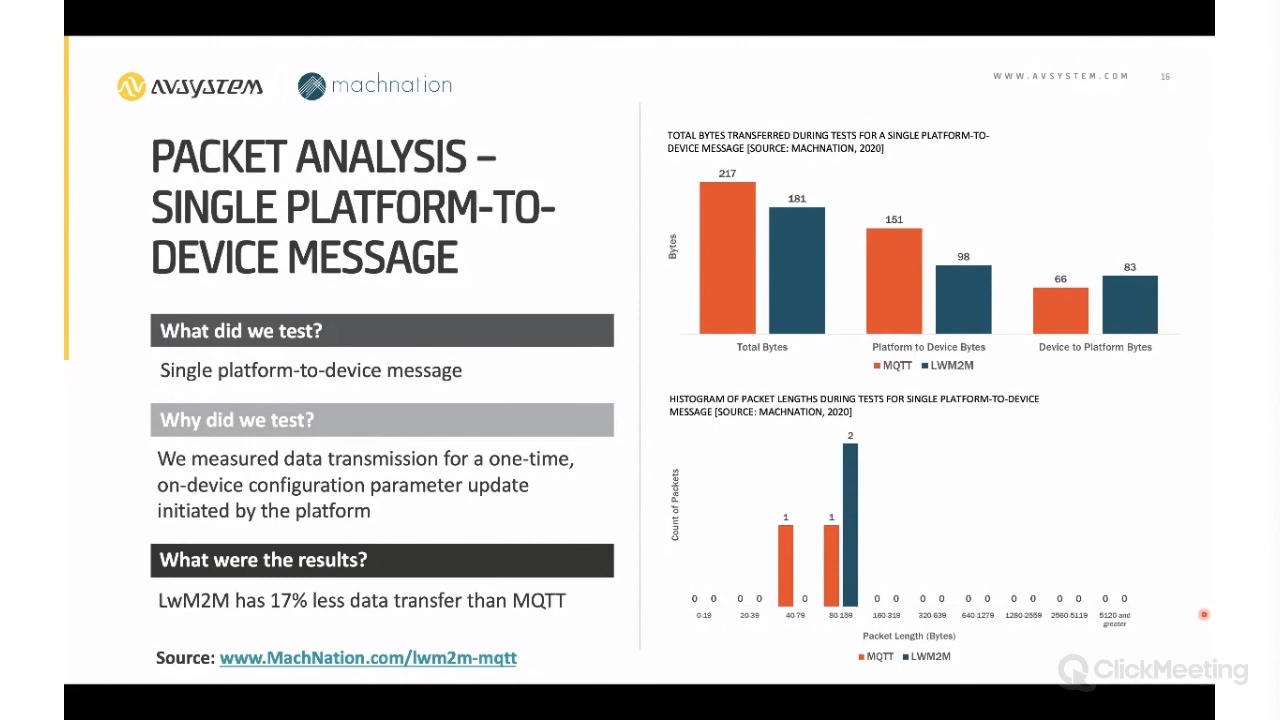 AVSYSTEM
machnation
WWW.AVSYSTEM.COM
16
PACKET ANALYSIS –
SINGLE PLATFORM-TO-
DEVICE MESSAGE
What did we test?
Single platform-to-device message
Why did we test?
We measured data transmission for a one-time,
on-device configuration parameter update
initiated by the platform
What were the results?
LwM2M has 17% less data transfer than MQTT
Source: www.MachNation.com/lwm2m-mqtt
TOTAL BYTES TRANSFERRED DURING TESTS FOR A SINGLE PLATFORM-TO-
DEVICE MESSAGE [SOURCE: MACHNATION, 2020]
217
181
151
98
66
83
Bytes
Total Bytes
Platform to Device Bytes
Device to Platform Bytes
MQTT LWM2M
HISTOGRAM OF PACKET LENGTHS DURING TESTS FOR SINGLE PLATFORM-TO-DEVICE
MESSAGE [SOURCE: MACHNATION, 2020]
2
1 1
Count of Packets
0 0 0 0 0 0 0 0 0 0 0 0 0 0 0 0 0
0-19 20-39 40-79 80-159 160-319 320-639 640-1279 1280-2559 2560-5119 5120 and
greater
Packet Length (Bytes)
MQTT LWM2M
ClickMeeting